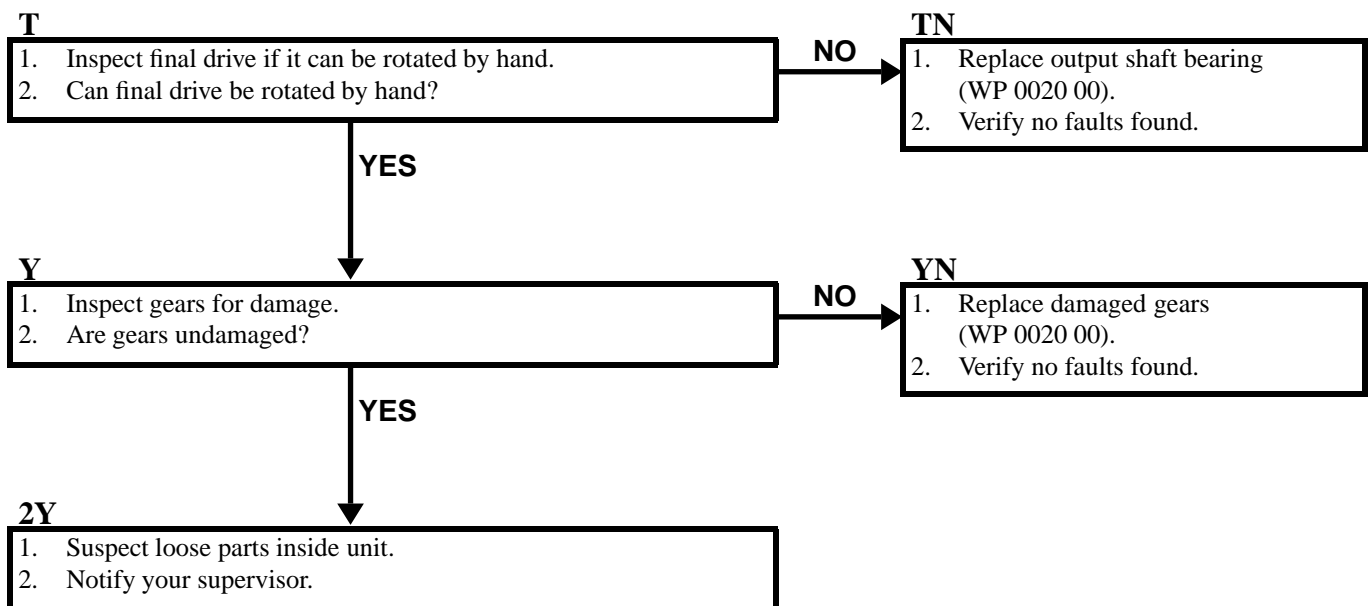 T
1. Inspect final drive if it can be rotated by hand.
2. Can final drive be rotated by hand?
NO
TN
1. Replace output shaft bearing
(WP 0020 00).
2. Verify no faults found.
YES
Y
1. Inspect gears for damage.
2. Are gears undamaged?
NO
YN
1. Replace damaged gears
(WP 0020 00).
2. Verify no faults found.
YES
2Y
1. Suspect loose parts inside unit.
2. Notify your supervisor.